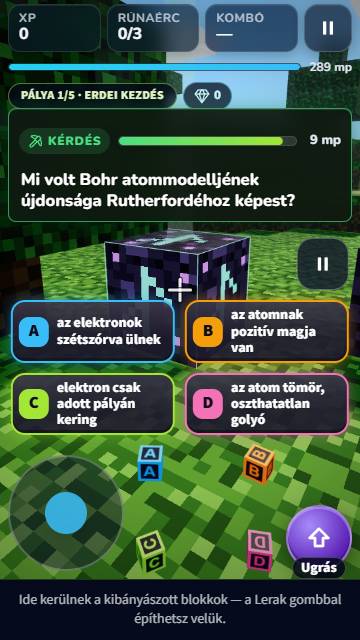 XP
0
RÚNAÉRC
0/3
KOMBÓ
—
289 mp
PÁLYA 1/5 · ERDEI KEZDÉS
0
KÉRDÉS
9 mp
Mi volt Bohr atommodelljének
újdonsága Rutherfordéhoz képest?
A
az elektronok
szétszórva ülnek
B
az atomnak
pozitív magja
van
C
elektron csak
adott pályán
kering
D
az atom tömör,
oszthatatlan
golyó
A
A
B
B
C
C
D
D
Ugrás
Ide kerülnek a kibányászott blokkok — a Lerak gombbal
építhetsz velük.